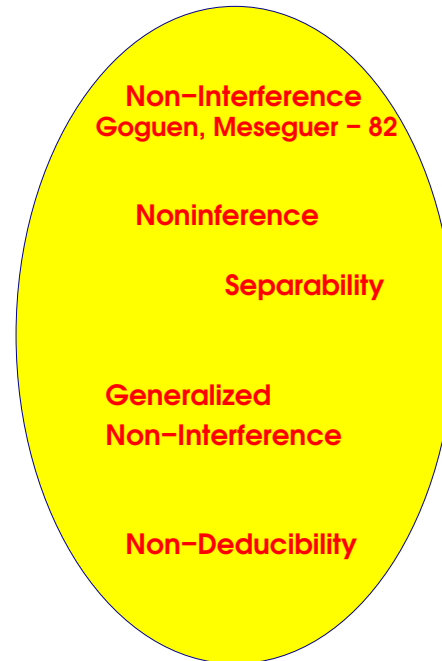 Non-Interference
Goguen, Meseguer - 82
Noninference
Separability
Generalized
Non-Interference
Non-Deducibility